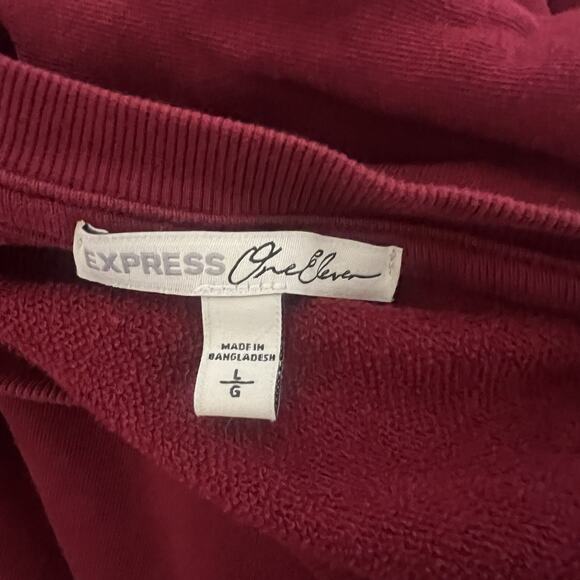 EXPRESS One Eleven
MADE IN
BANGLADESH
L
G